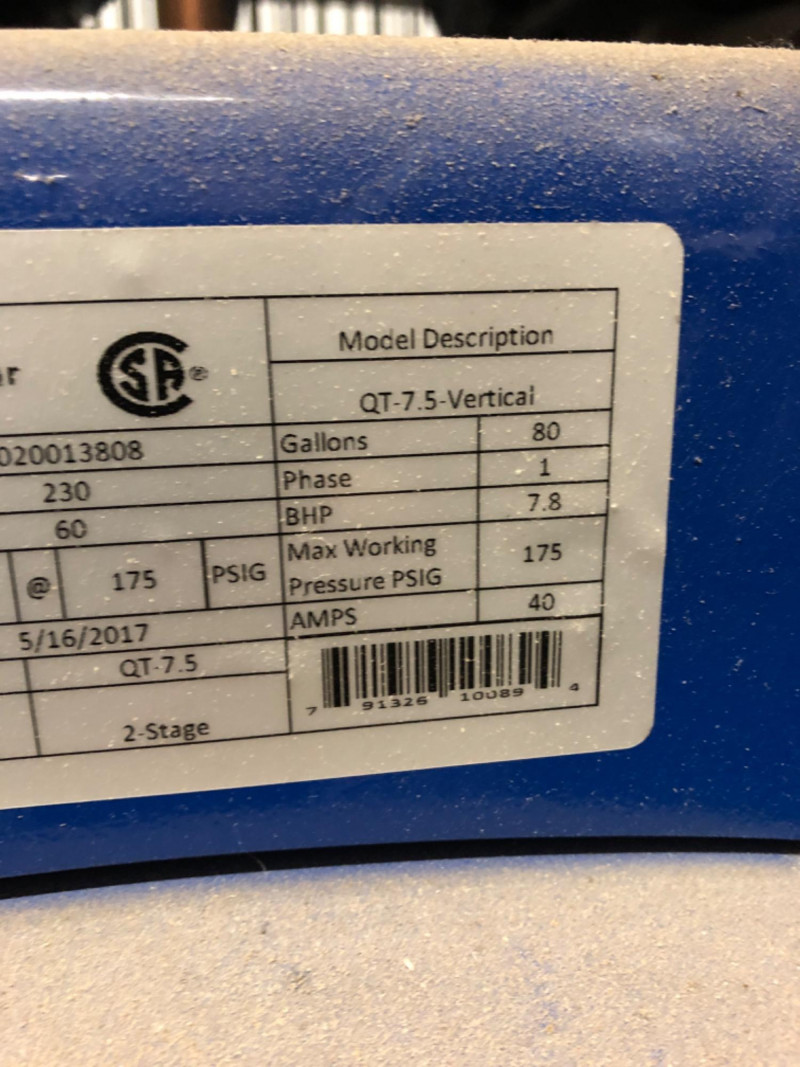 Model Description
CSA®
QT-7.5-Vertical
020013808 Gallons 80
230 Phase 1
60 BHP 7.8
@ 175 PSIG Max Working Pressure PSIG 175
5/16/2017 AMPS 40
QT-7.5
2-Stage
7 91326 10089 4